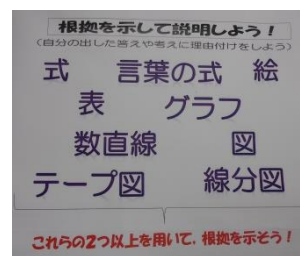 根拠を示して説明しよう！
（自分の出した答えや考えに理由付けをしよう）
式 言葉の式 絵
表 グラフ
数直線 図
テープ図 線分図
これらの2つ以上を用いて，根拠を示そう！